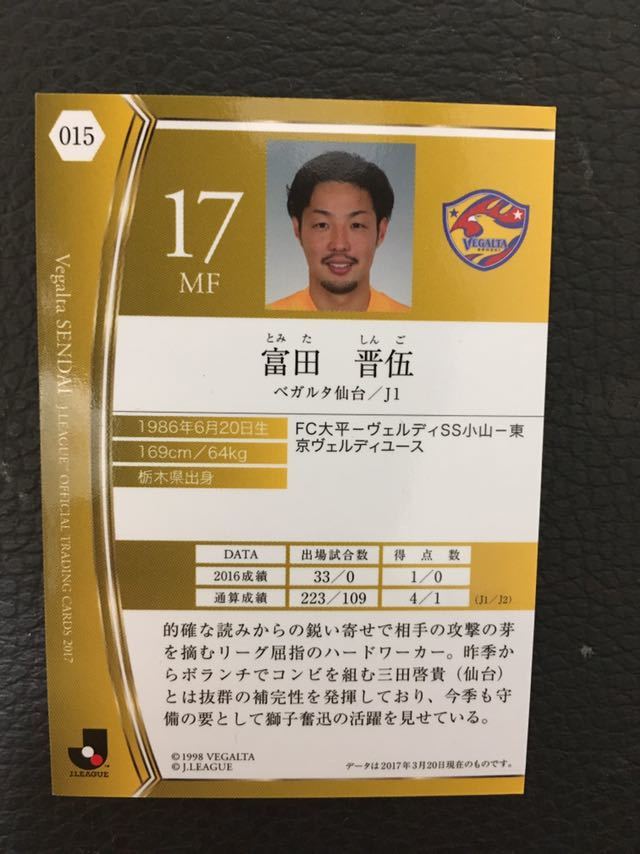 015
17
MF
VEGALTA
SENDAI
とみ た しん ご
富田 晋伍
ベガルタ仙台／J1
1986年6月20日生
169cm／64kg
栃木県出身
FC大平－ヴェルディSS小山－東
京ヴェルディユース
DATA 出場試合数 得点数
2016成績 33／0 1／0
通算成績 223／109 4／1 (J1／J2)
的確な読みからの鋭い寄せで相手の攻撃の芽
を摘むリーグ屈指のハードワーカー。昨季か
らボランチでコンビを組む三田啓貴（仙台）
とは抜群の補完性を発揮しており、今季も守
備の要として獅子奮迅の活躍を見せている。
Vegalta SENDAI J.LEAGUE OFFICIAL TRADING CARDS 2017
J.LEAGUE
©1998 VEGALTA
©J.LEAGUE
データは2017年3月20日現在のものです。